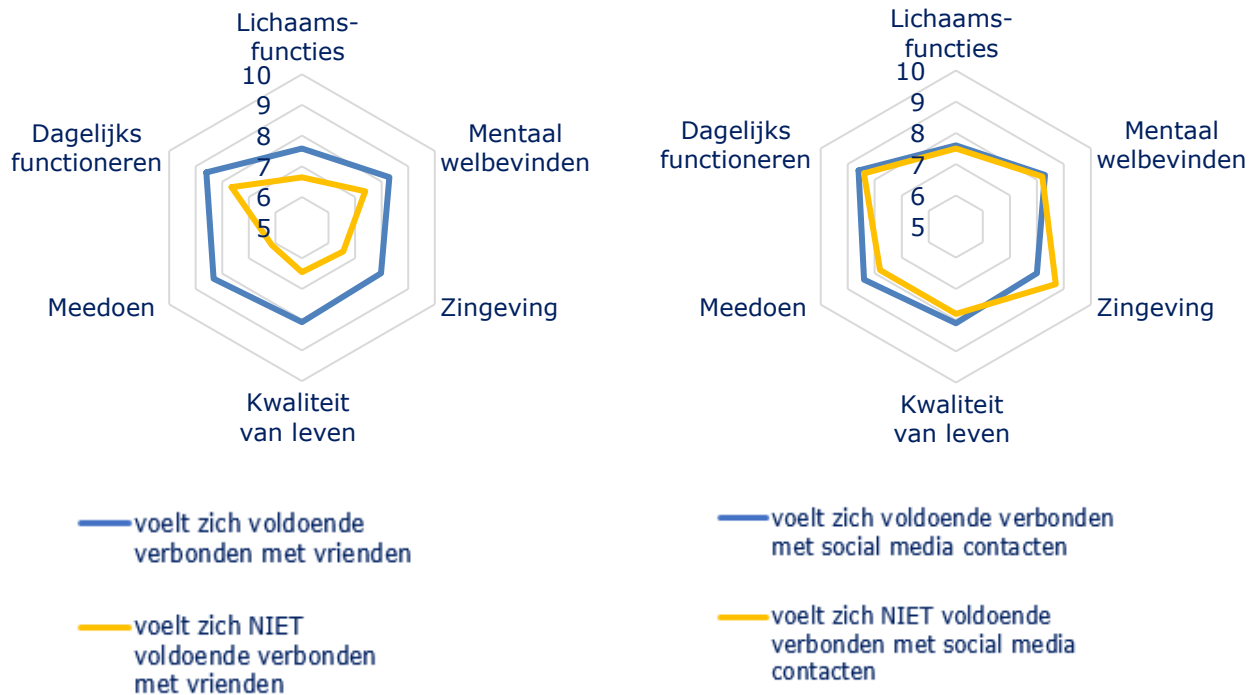 Lichaams-
functies
10
9
8
7
6
5
Mentaal
welbevinden
Zingeving
Kwaliteit
van leven
Meedoen
Dagelijks
functioneren
voelt zich voldoende
verbonden met vrienden
voelt zich NIET
voldoende verbonden
met vrienden
Lichaams-
functies
10
9
8
7
6
5
Mentaal
welbevinden
Zingeving
Kwaliteit
van leven
Meedoen
Dagelijks
functioneren
voelt zich voldoende verbonden
met social media contacten
voelt zich NIET voldoende
verbonden met social media
contacten